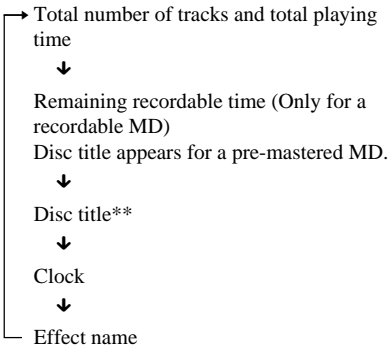 Total number of tracks and total playing
time
Remaining recordable time (Only for a
recordable MD)
Disc title appears for a pre-mastered MD.
Disc title**
Clock
Effect name